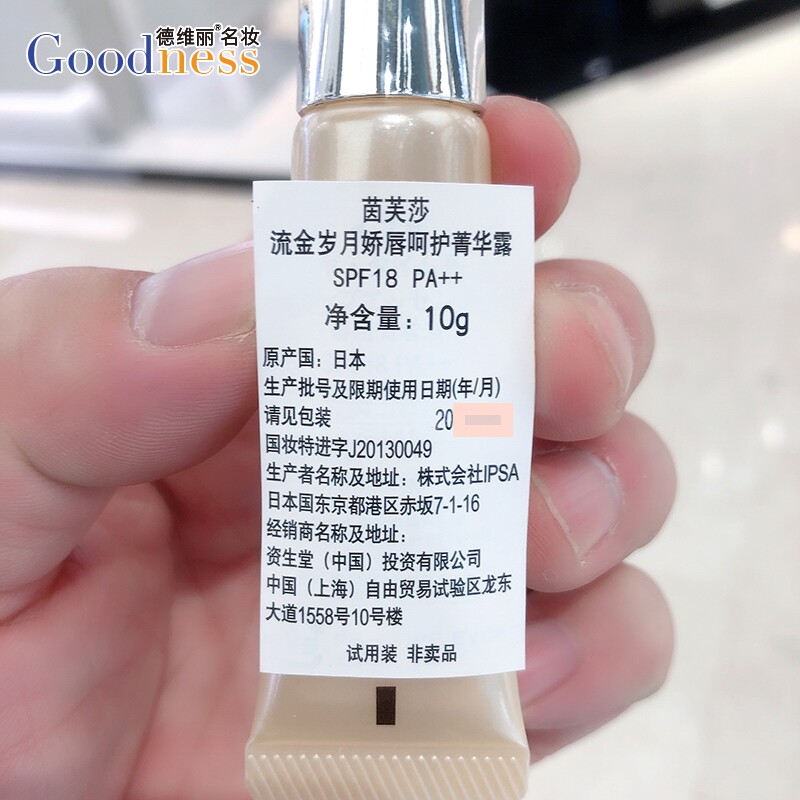 德维丽®名妆
Goodness
茵芙莎
流金岁月娇唇呵护菁华露
SPF18 PA++
净含量：10g
原产国：日本
生产批号及限期使用日期(年/月)
请见包装 20
国妆特进字J20130049
生产者名称及地址：株式会社IPSA
日本国东京都港区赤坂7-1-16
经销商名称及地址：
资生堂（中国）投资有限公司
中国（上海）自由贸易试验区龙东
大道1558号10号楼
试用装 非卖品